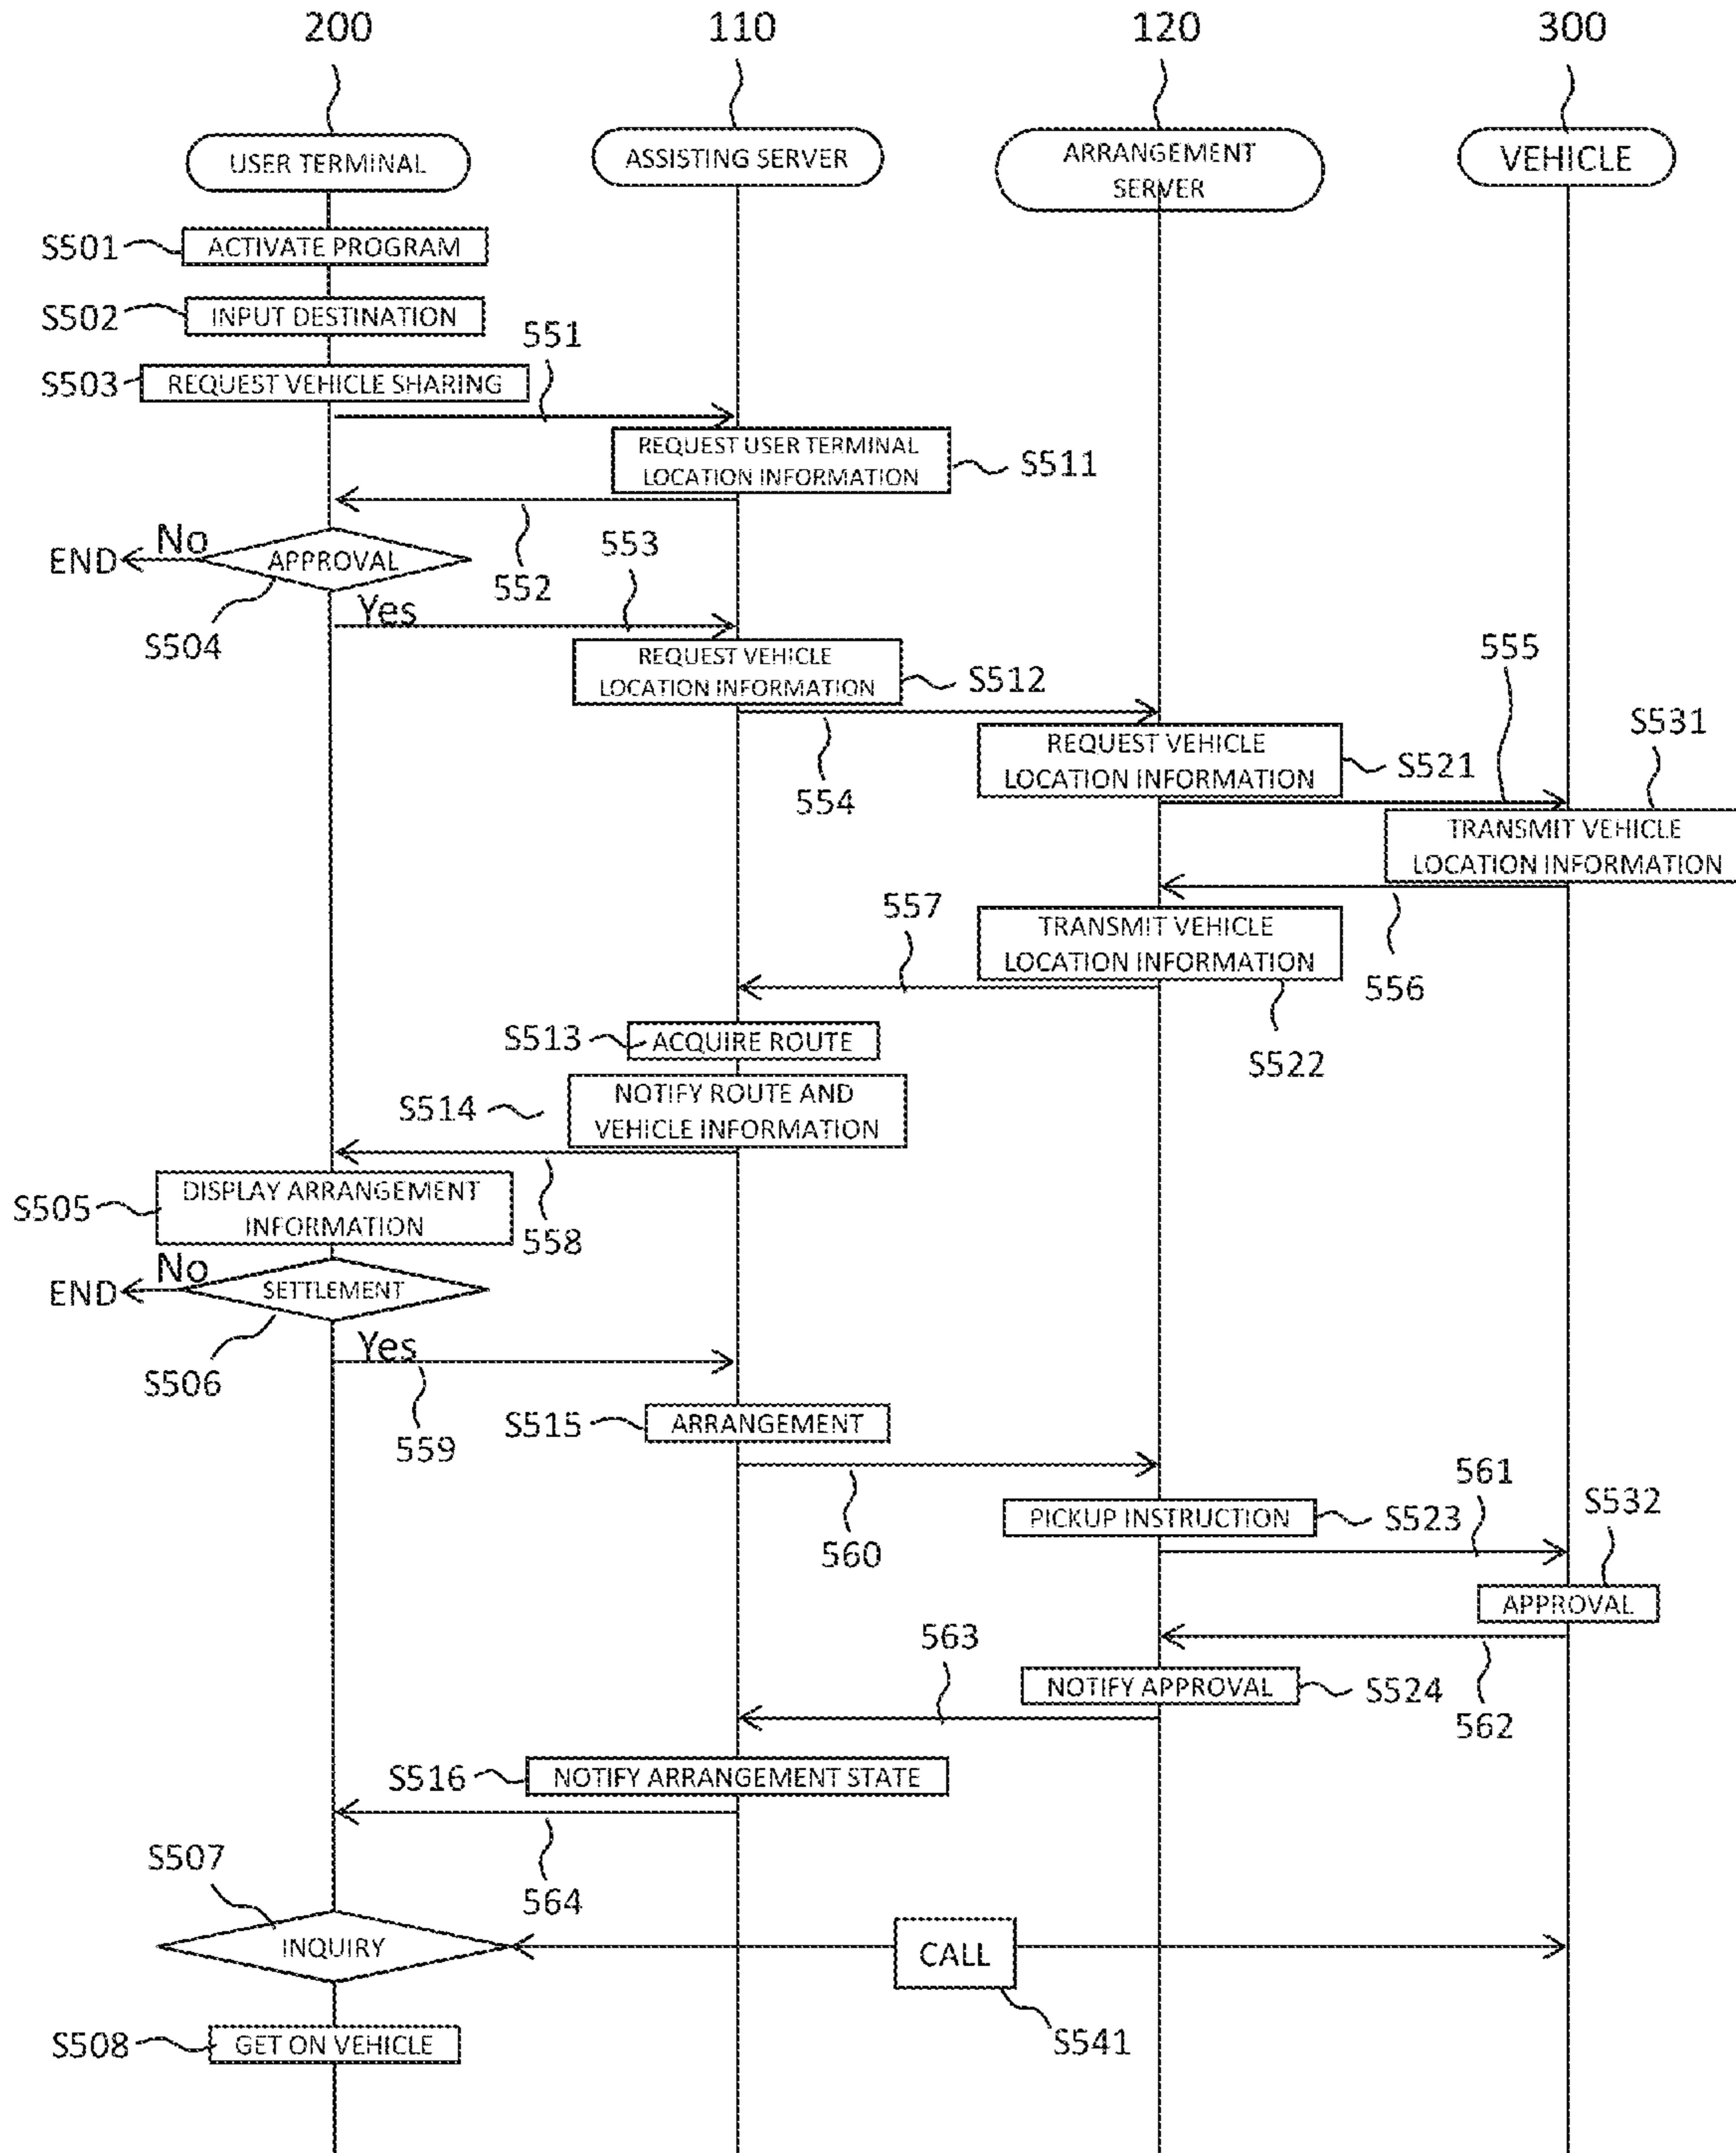 200
110
120
300
USER TERMINAL
ASSISTING SERVER
ARRANGEMENT
SERVER
VEHICLE
S501
ACTIVATE PROGRAM
S502
INPUT DESTINATION
551
S503
REQUEST VEHICLE SHARING
REQUEST USER TERMINAL
LOCATION INFORMATION
S511
No
END
APPROVAL
552
553
Yes
S504
REQUEST VEHICLE
LOCATION INFORMATION
S512
555
554
REQUEST VEHICLE
LOCATION INFORMATION
S521
S531
TRANSMIT VEHICLE
LOCATION INFORMATION
557
TRANSMIT VEHICLE
LOCATION INFORMATION
556
S522
S513
ACQUIRE ROUTE
S514
NOTIFY ROUTE AND
VEHICLE INFORMATION
S505
DISPLAY ARRANGEMENT
INFORMATION
558
No
END
SETTLEMENT
Yes
S506
559
S515
ARRANGEMENT
560
561
PICKUP INSTRUCTION
S523
S532
APPROVAL
563
NOTIFY APPROVAL
S524
562
S516
NOTIFY ARRANGEMENT STATE
S507
564
INQUIRY
CALL
S541
S508
GET ON VEHICLE